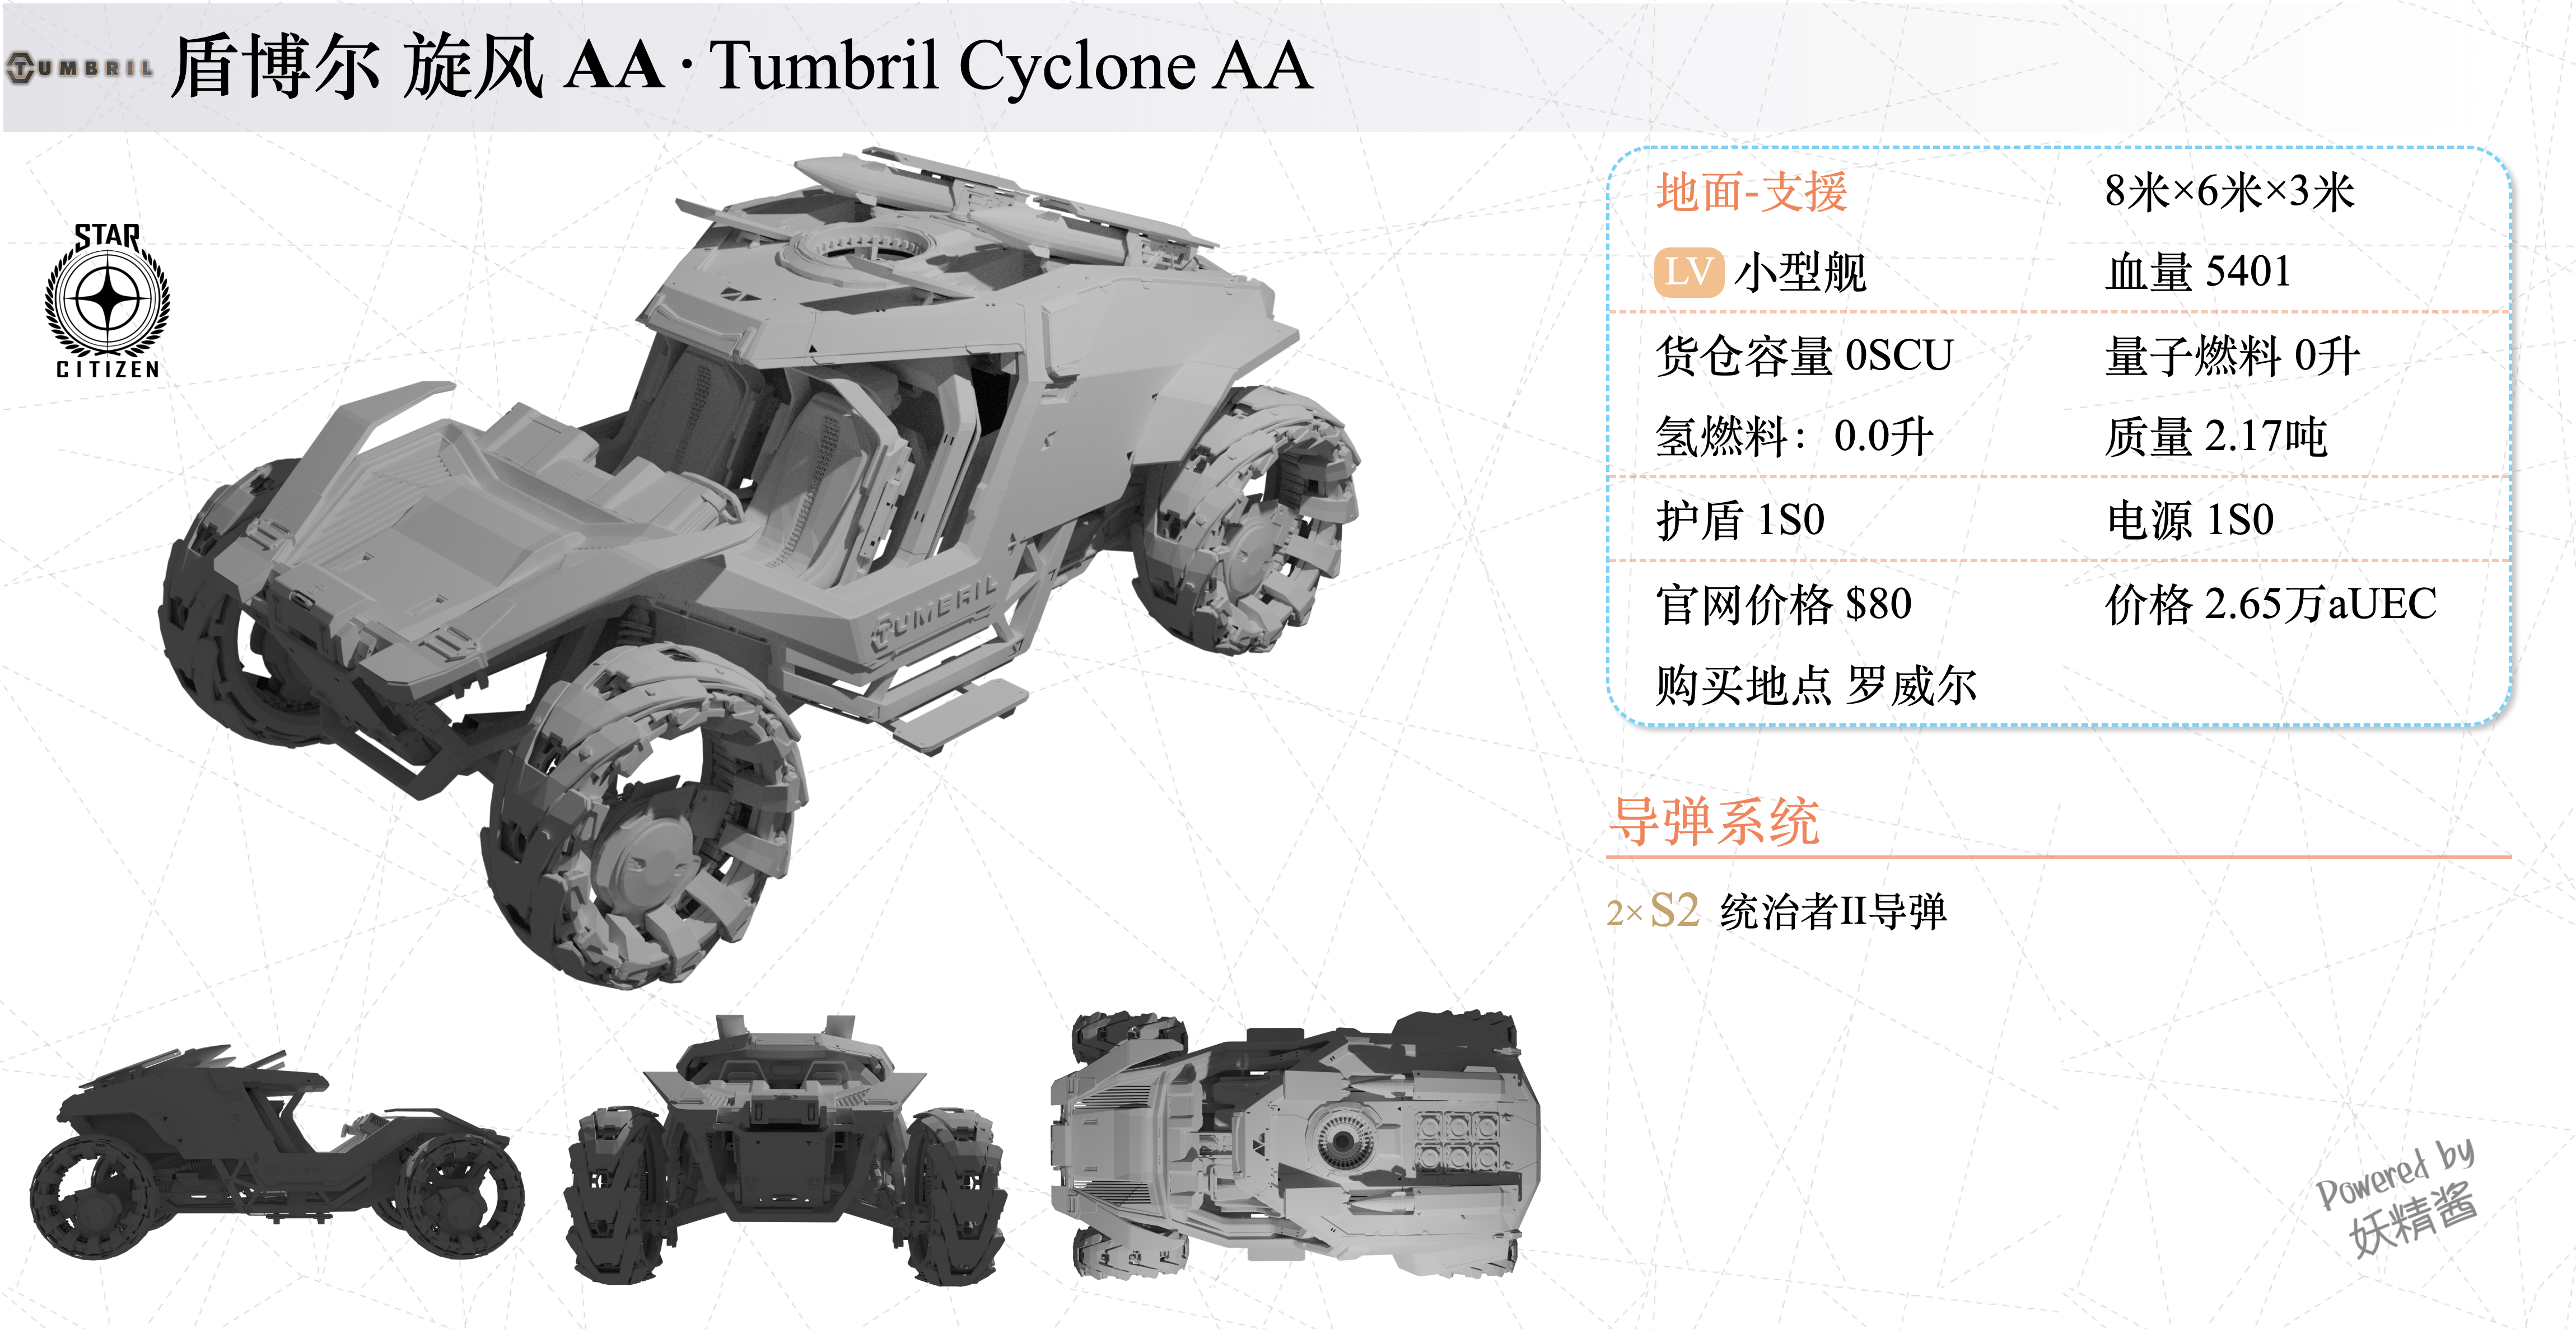 TUMBRIL 盾博尔 旋风 AA · Tumbril Cyclone AA
STAR
CITIZEN
TUMBRIL
地面-支援 8米×6米×3米
LV 小型舰 血量 5401
货仓容量 0SCU 量子燃料 0升
氢燃料：0.0升 质量 2.17吨
护盾 1S0 电源 1S0
官网价格 $80 价格 2.65万aUEC
购买地点 罗威尔
导弹系统
2× S2 统治者II导弹
Powered by
妖精酱